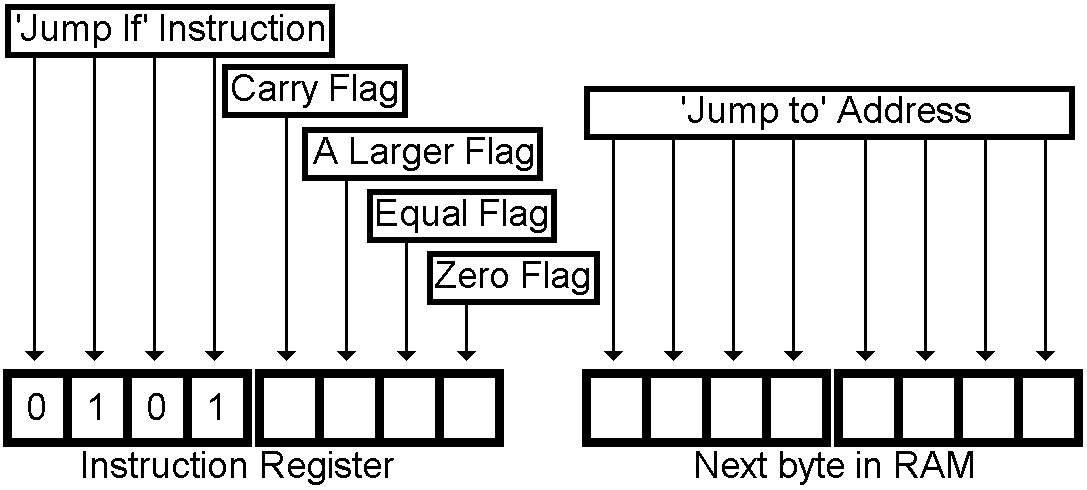 'Jump If' Instruction
Carry Flag
A Larger Flag
Equal Flag
Zero Flag
'Jump to' Address
0 1 0 1
Instruction Register
Next byte in RAM